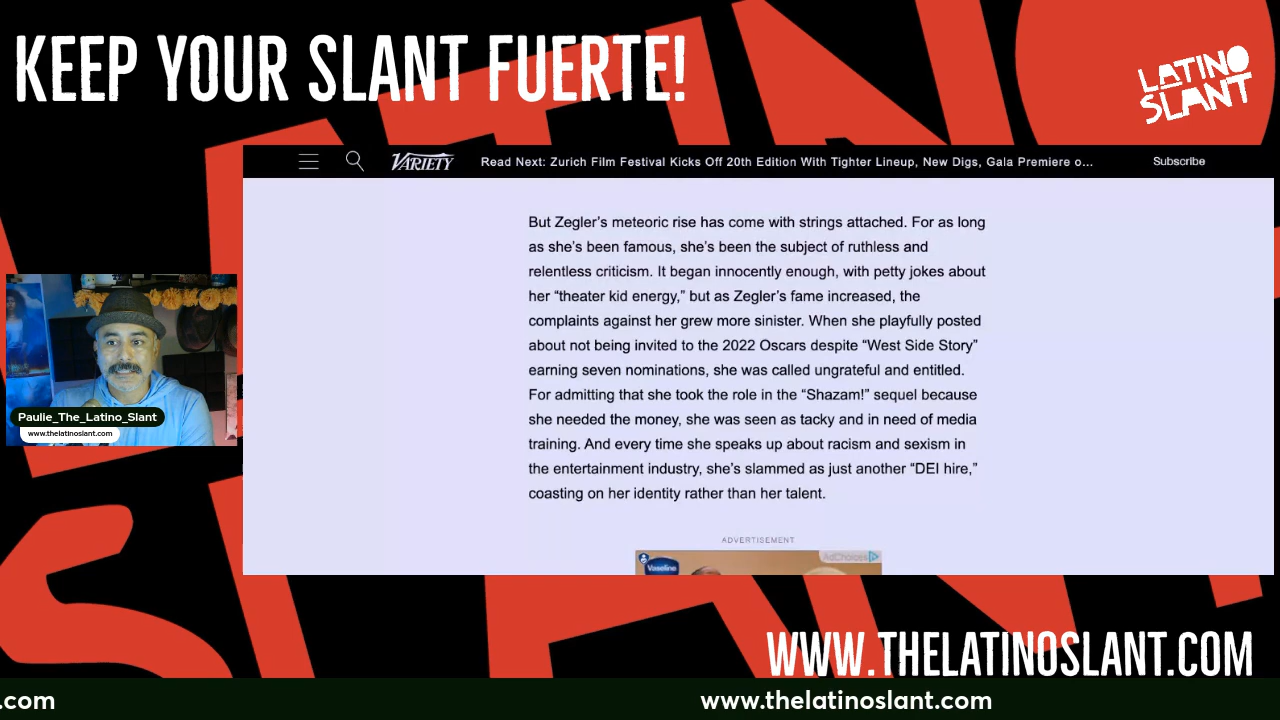 KEEP YOUR SLANT FUERTE!
LATINO
SLANT
VARIETY
Read Next: Zurich Film Festival Kicks Off 20th Edition With Tighter Lineup, New Digs, Gala Premiere o...
Subscribe
But Zegler’s meteoric rise has come with strings attached. For as long
as she’s been famous, she’s been the subject of ruthless and
relentless criticism. It began innocently enough, with petty jokes about
her “theater kid energy,” but as Zegler’s fame increased, the
complaints against her grew more sinister. When she playfully posted
about not being invited to the 2022 Oscars despite “West Side Story”
earning seven nominations, she was called ungrateful and entitled.
For admitting that she took the role in the “Shazam!” sequel because
she needed the money, she was seen as tacky and in need of media
training. And every time she speaks up about racism and sexism in
the entertainment industry, she’s slammed as just another “DEI hire,”
coasting on her identity rather than her talent.
ADVERTISEMENT
AdChoices
Vaseline
Paulie_The_Latino_Slant
www.thelatinoslant.com
WWW.THELATINOSLANT.COM
.com
www.thelatinoslant.com